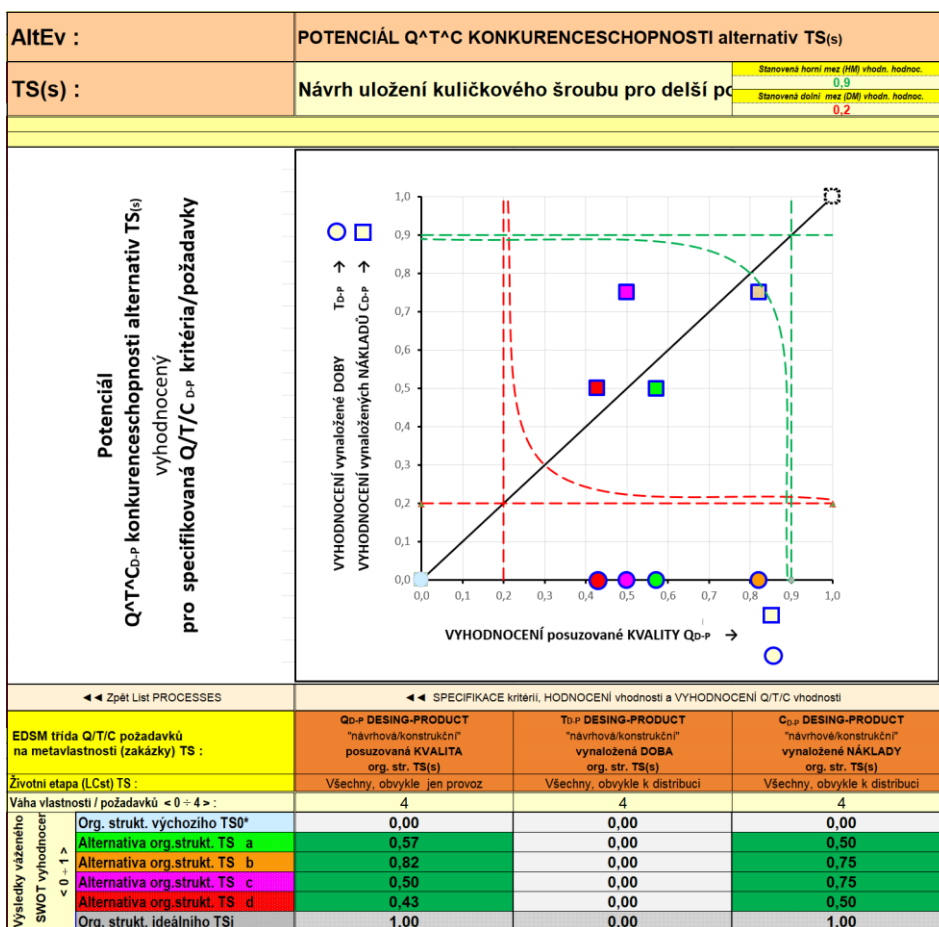 AltEv :
POTENCIÁL Q^T^C KONKURENCESCHOPNOSTI alternativ TS(s)
TS(s) :
Návrh uložení kuličkového šroubu pro delší po
Stanovená horní mez (HM) vhodn. hodnoc.
0,9
Stanovená dolní mez (DM) vhodn. hodnoc.
0,2
Potenciál
Q^T^CD-P konkurenceschopnosti alternativ TS(s)
vyhodnocený
pro specifikovaná Q/T/C D-P kritéria/požadavky
VYHODNOCENÍ vynaložené DOBY TD-P →
VYHODNOCENÍ vynaložených NÁKLADŮ CD-P →
1,0
0,9
0,8
0,7
0,6
0,5
0,4
0,3
0,2
0,1
0,0
0,0 0,1 0,2 0,3 0,4 0,5 0,6 0,7 0,8 0,9 1,0
VYHODNOCENÍ posuzované KVALITY QD-P →
◄◄ Zpět List PROCESSES
◄◄ SPECIFIKACE kritérií, HODNOCENÍ vhodnosti a VYHODNOCENÍ Q/T/C vhodnosti
EDSM třída Q/T/C požadavků
na metavlastnosti (zakázky) TS :
QD-P DESING-PRODUCT
"návrhová/konstrukční"
posuzovaná KVALITA
org. str. TS(s)
TD-P DESING-PRODUCT
"návrhová/konstrukční"
vynaložená DOBA
org. str. TS(s)
CD-P DESING-PRODUCT
"návrhová/konstrukční"
vynaložené NÁKLADY
org. str. TS(s)
Životní etapa (LCst) TS :
Všechny, obvykle jen provoz
Všechny, obvykle k distribuci
Všechny, obvykle k distribuci
Váha vlastnosti / požadavků < 0 ÷ 4 > :
4 4 4
Výsledky váženého
SWOT vyhodnocer
< 0 ÷ 1 >
Org. strukt. výchozího TS0* 0,00 0,00 0,00
Alternativa org.strukt. TS a 0,57 0,00 0,50
Alternativa org.strukt. TS b 0,82 0,00 0,75
Alternativa org.strukt. TS c 0,50 0,00 0,75
Alternativa org.strukt. TS d 0,43 0,00 0,50
Org. strukt. ideálního TSi 1,00 0,00 1,00